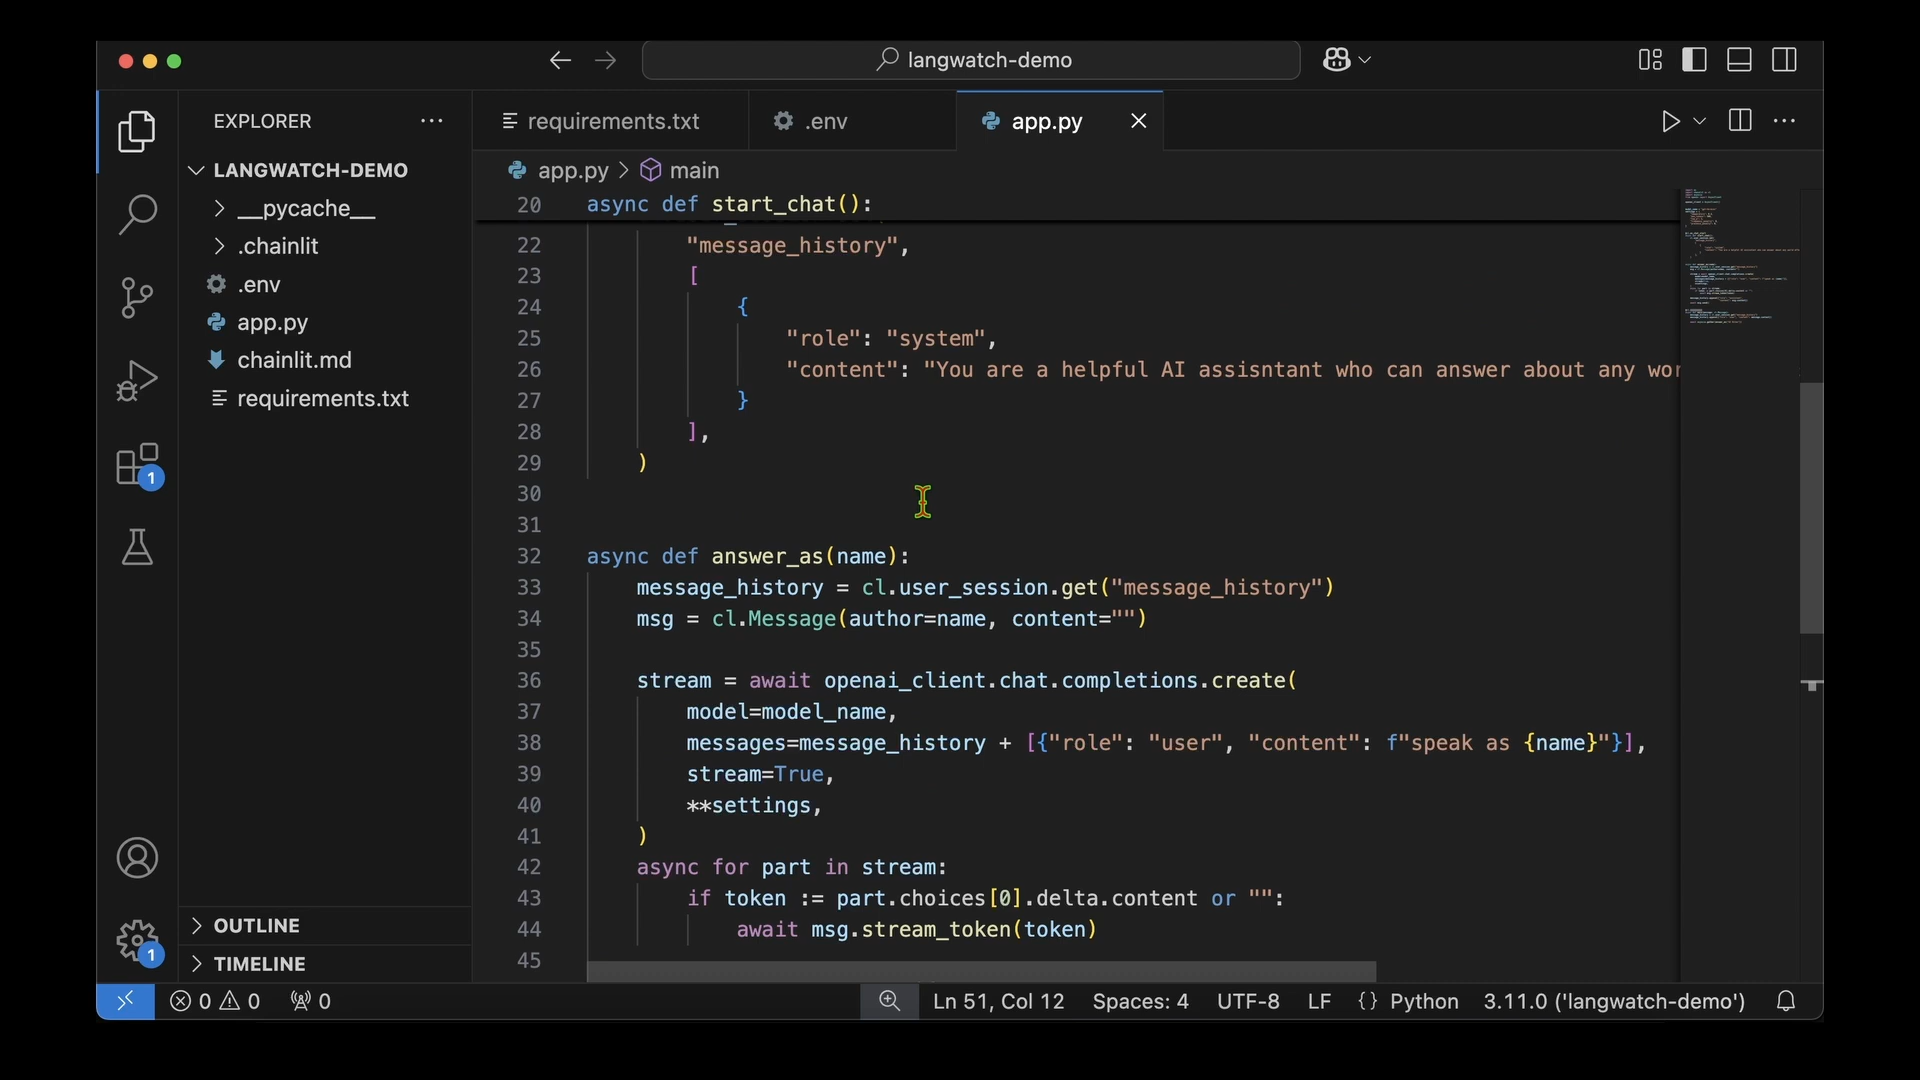 langwatch-demo
EXPLORER
requirements.txt
.env
app.py
LANGWATCH-DEMO
__pycache__
.chainlit
.env
app.py
chainlit.md
requirements.txt
app.py > main
20 async def start_chat():
22 "message_history",
23 [
24 {
25 "role": "system",
26 "content": "You are a helpful AI assisntant who can answer about any wor
27 }
28 ],
29 )
30
31
32 async def answer_as(name):
33 message_history = cl.user_session.get("message_history")
34 msg = cl.Message(author=name, content="")
35
36 stream = await openai_client.chat.completions.create(
37 model=model_name,
38 messages=message_history + [{"role": "user", "content": f"speak as {name}"}],
39 stream=True,
40 **settings,
41 )
42 async for part in stream:
43 if token := part.choices[0].delta.content or "":
44 await msg.stream_token(token)
45
1
1
OUTLINE
TIMELINE
0 0 0 Ln 51, Col 12 Spaces: 4 UTF-8 LF {} Python 3.11.0 ('langwatch-demo')